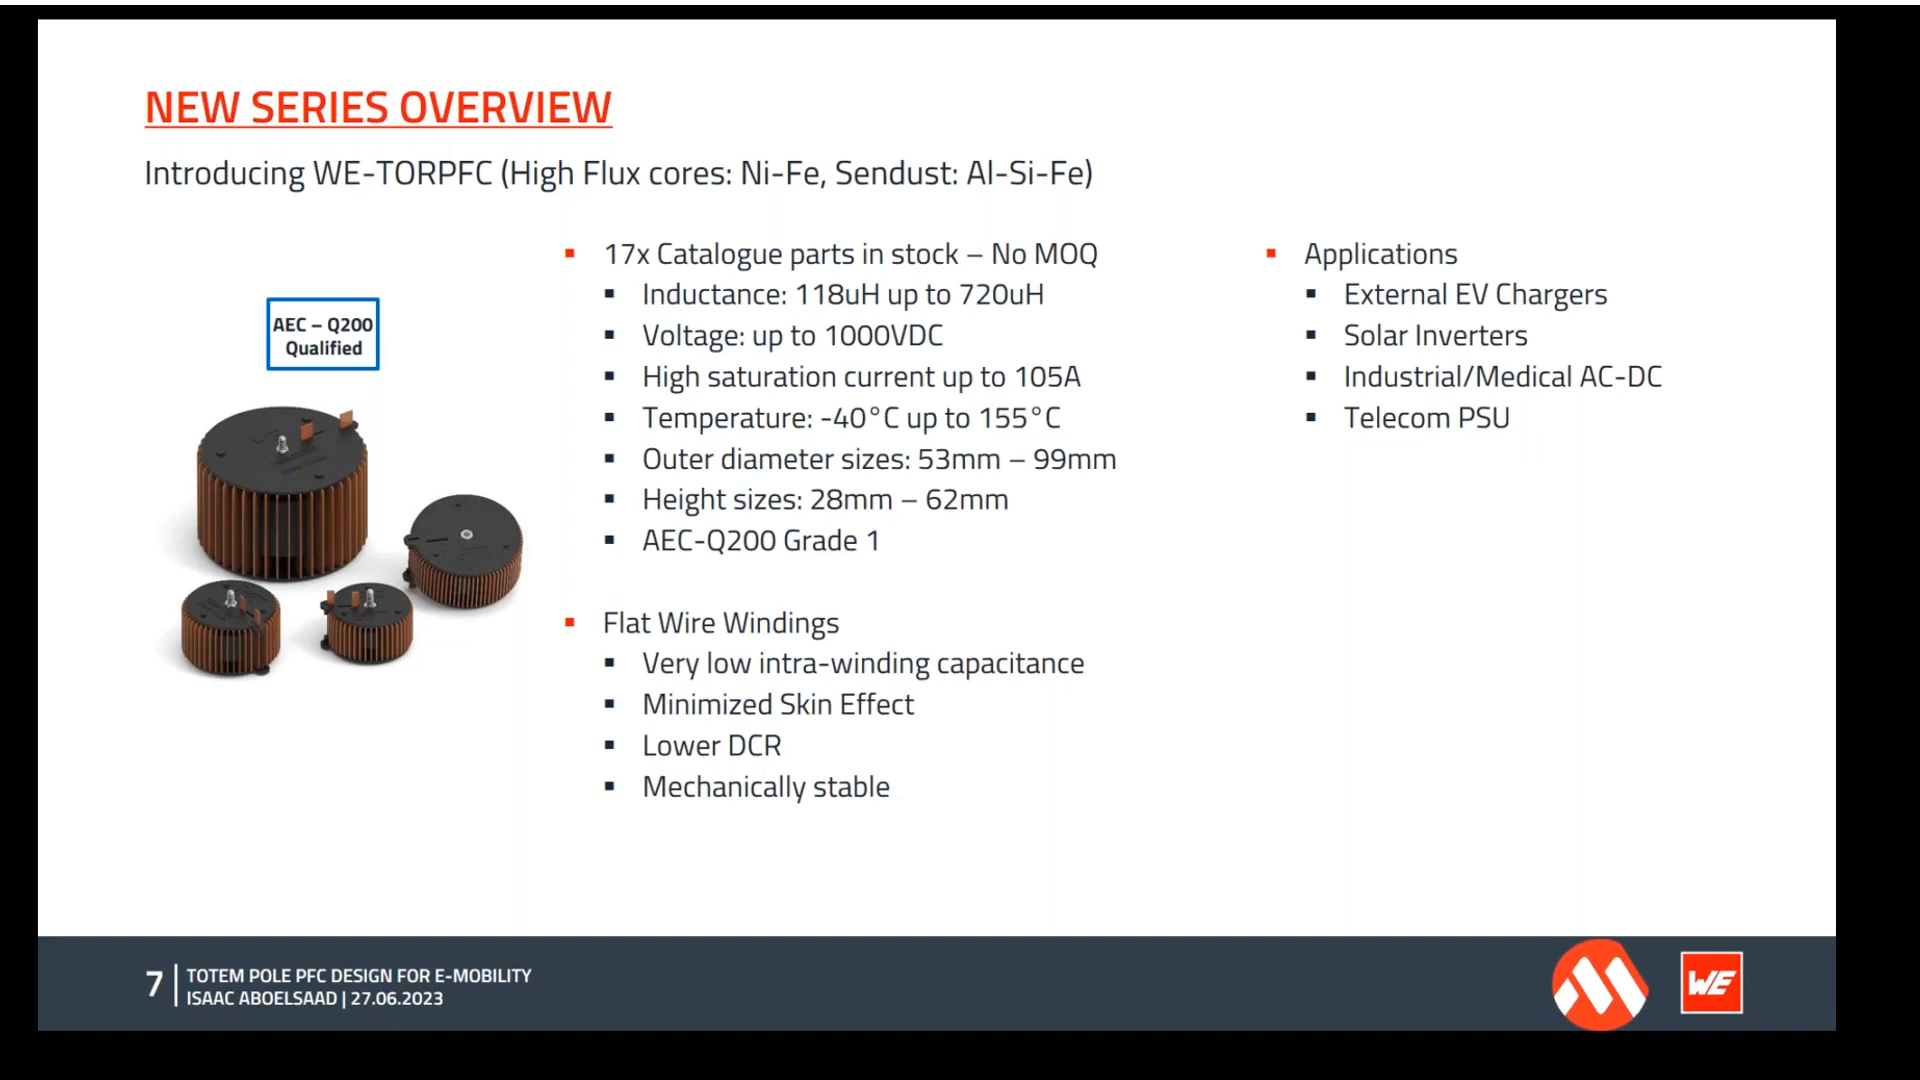 NEW SERIES OVERVIEW
Introducing WE-TORPFC (High Flux cores: Ni-Fe, Sendust: Al-Si-Fe)
AEC – Q200
Qualified
17x Catalogue parts in stock – No MOQ
Inductance: 118uH up to 720uH
Voltage: up to 1000VDC
High saturation current up to 105A
Temperature: -40°C up to 155°C
Outer diameter sizes: 53mm – 99mm
Height sizes: 28mm – 62mm
AEC-Q200 Grade 1
Flat Wire Windings
Very low intra-winding capacitance
Minimized Skin Effect
Lower DCR
Mechanically stable
Applications
External EV Chargers
Solar Inverters
Industrial/Medical AC-DC
Telecom PSU
7
TOTEM POLE PFC DESIGN FOR E-MOBILITY
ISAAC ABOELSAAD | 27.06.2023
WE